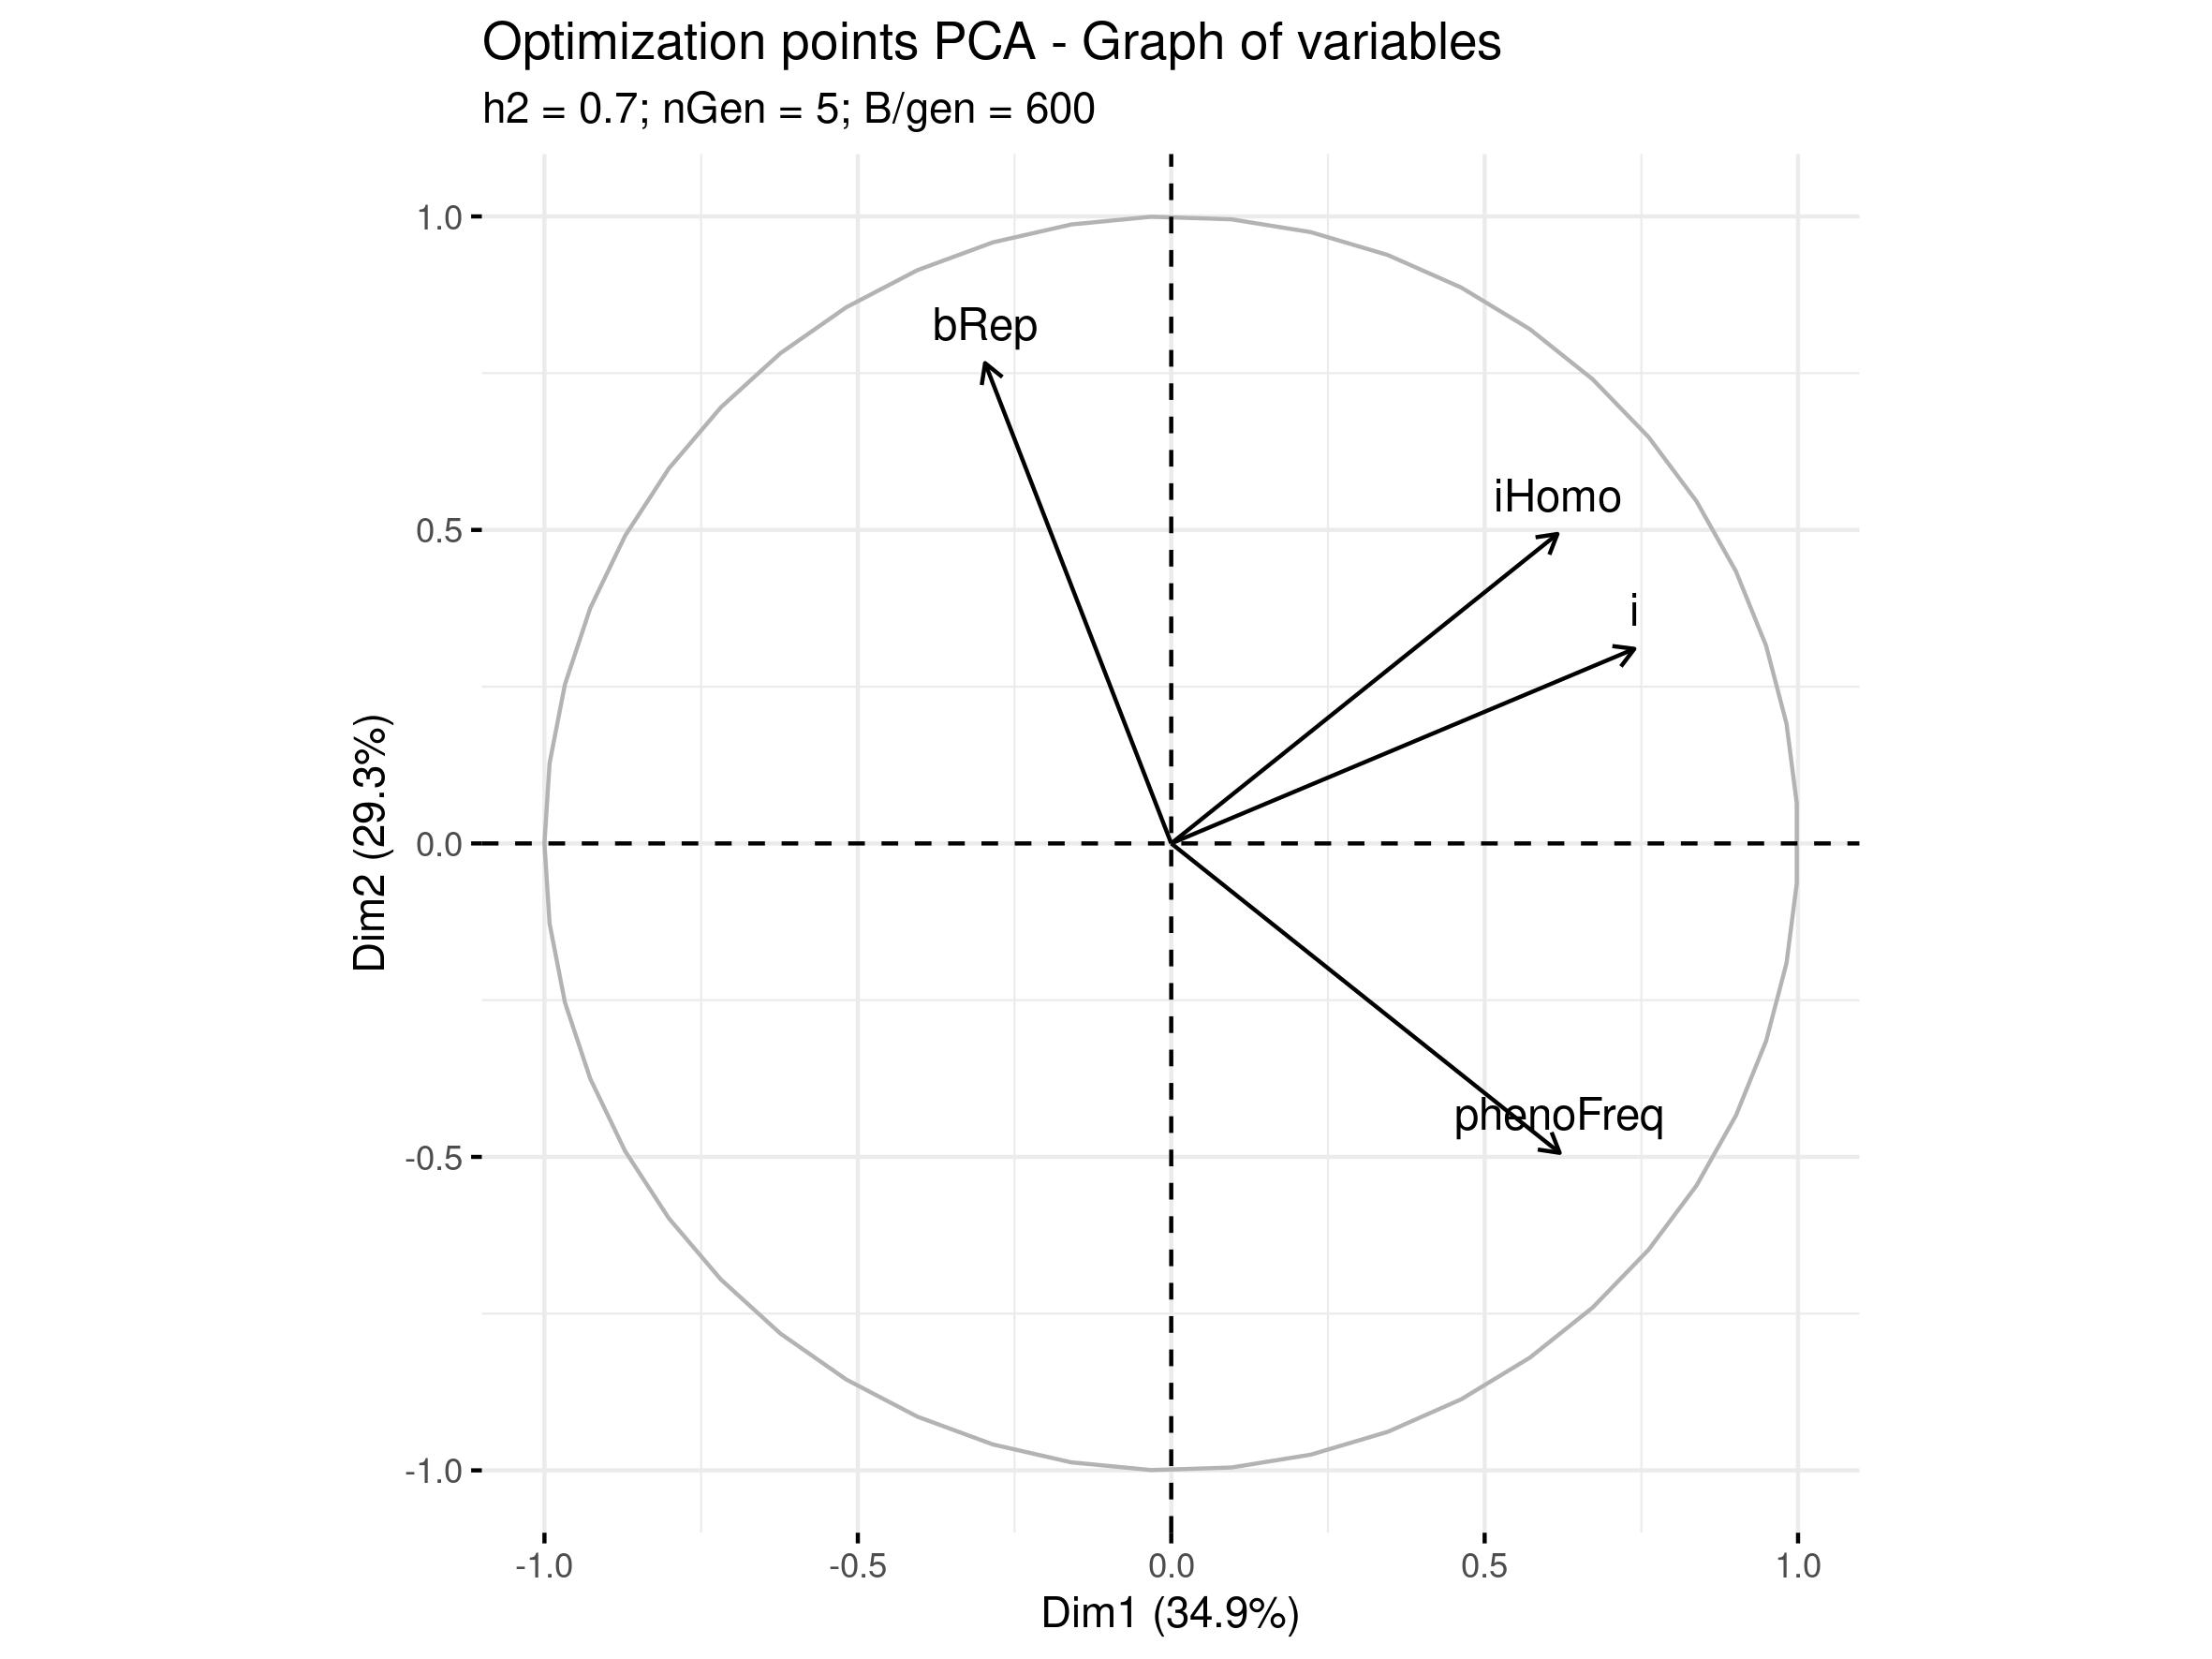 Optimization points PCA - Graph of variables
h2 = 0.7; nGen = 5; B/gen = 600
1.0
0.5
0.0
-0.5
-1.0
Dim2 (29.3%)
bRep
iHomo
i
phenoFreq
-1.0
-0.5
0.0
0.5
1.0
Dim1 (34.9%)